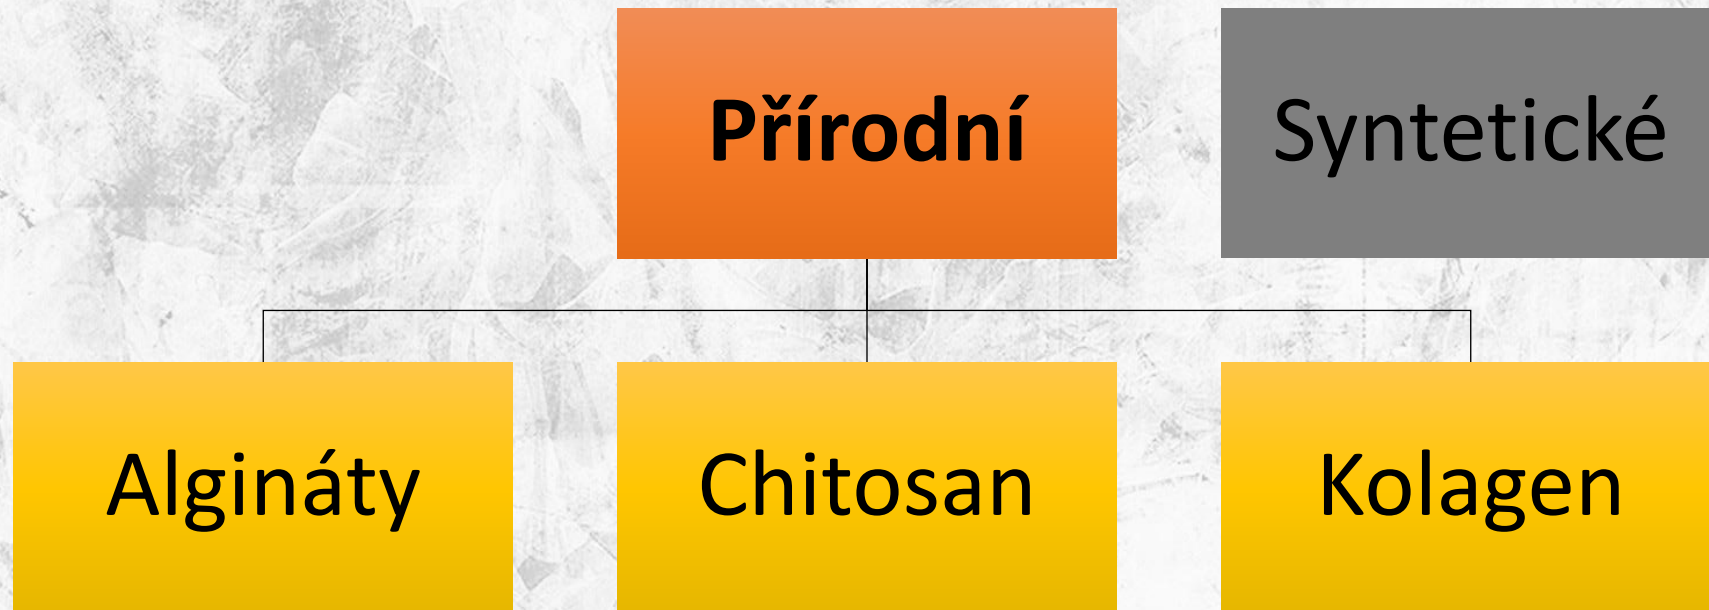 Přírodní
Syntetické
Algináty
Chitosan
Kolagen